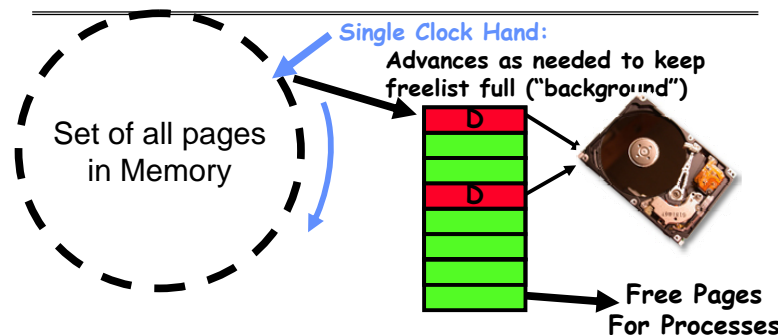 Single Clock Hand:
Advances as needed to keep
freelist full ("background")
Set of all pages
in Memory
D
D
Free Pages
For Processes